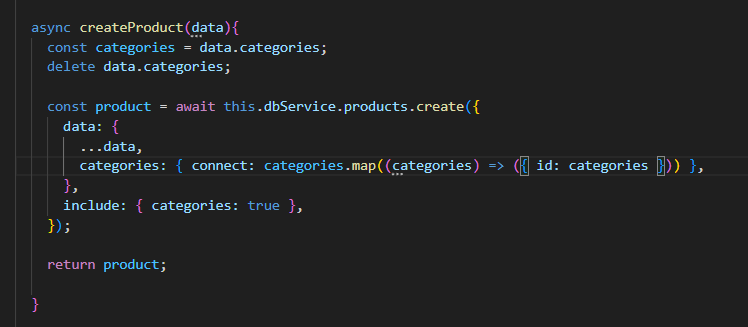 async createProduct(data){
const categories = data.categories;
delete data.categories;
const product = await this.dbService.products.create({
data: {
...data,
categories: { connect: categories.map((categories) => ({ id: categories })) },
},
include: { categories: true },
});
return product;
}